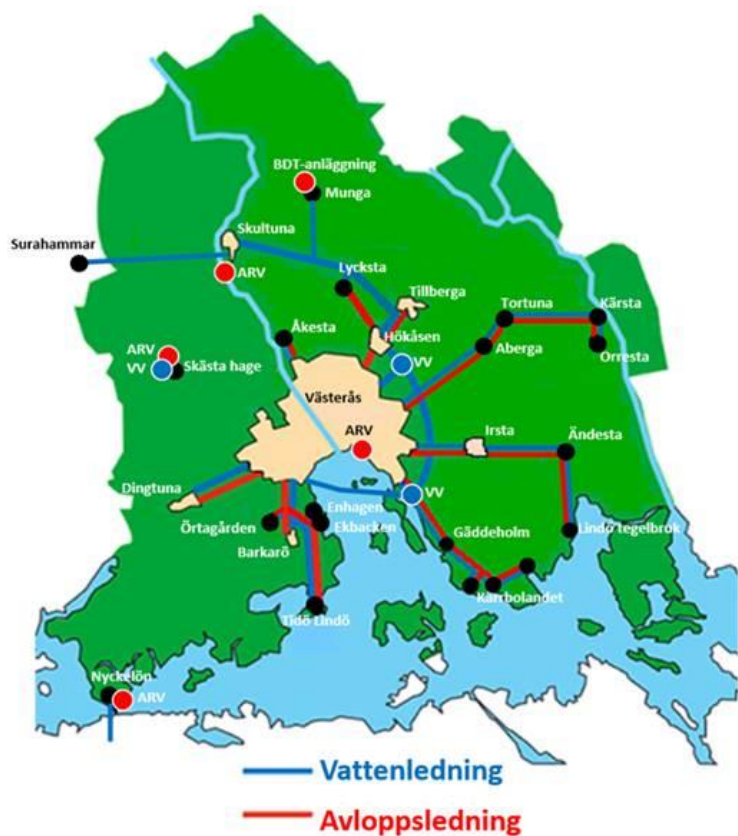 BDT-anläggning
Munga
Skultuna
Surahammar
ARV
Lycksta
Tillberga
Tortuna
Kärsta
Åkesta
Hökåsen
ARV
VV
Skästa hage
VV
Aberga
Orresta
Västerås
ARV
Irsta
Ändesta
Dingtuna
VV
Örtagården
Enhagen
Ekbacken
Barkarö
Gäddeholm
Lindö tegelbruk
Kärrbolandet
Tidö Lindö
Nyckelön
ARV
Vattenledning
Avloppsledning